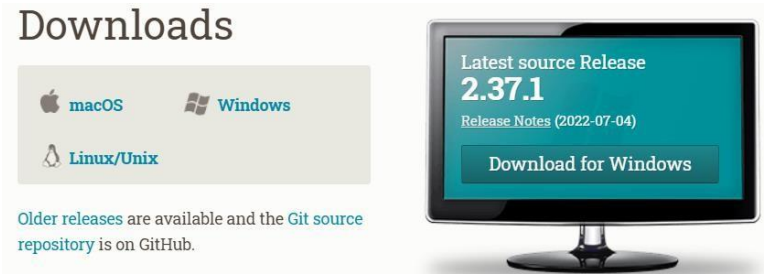 Downloads
macOS
Windows
Linux/Unix
Older releases are available and the Git source
repository is on GitHub.
Latest source Release
2.37.1
Release Notes (2022-07-04)
Download for Windows